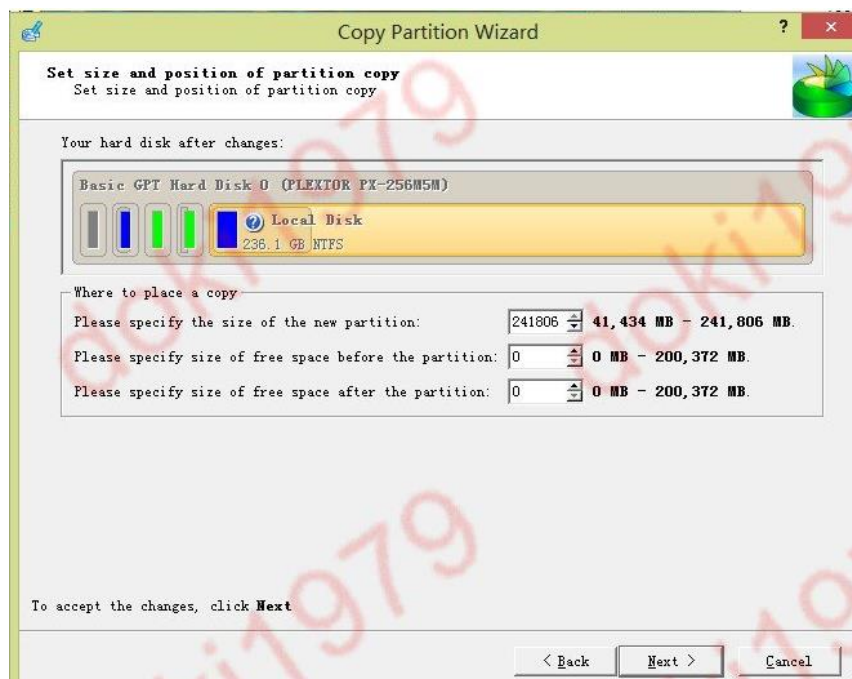 Copy Partition Wizard ?
Set size and position of partition copy
Set size and position of partition copy
Your hard disk after changes:
Basic GPT Hard Disk 0 (PLEXTOR PX-256M5M)
? Local Disk
236.1 GB NTFS
Where to place a copy
Please specify the size of the new partition: 241806 41,434 MB - 241,806 MB.
Please specify size of free space before the partition: 0 0 MB - 200,372 MB.
Please specify size of free space after the partition: 0 0 MB - 200,372 MB.
To accept the changes, click Next
< Back Next > Cancel
doki1979
doki1979
doki1979
doki1979